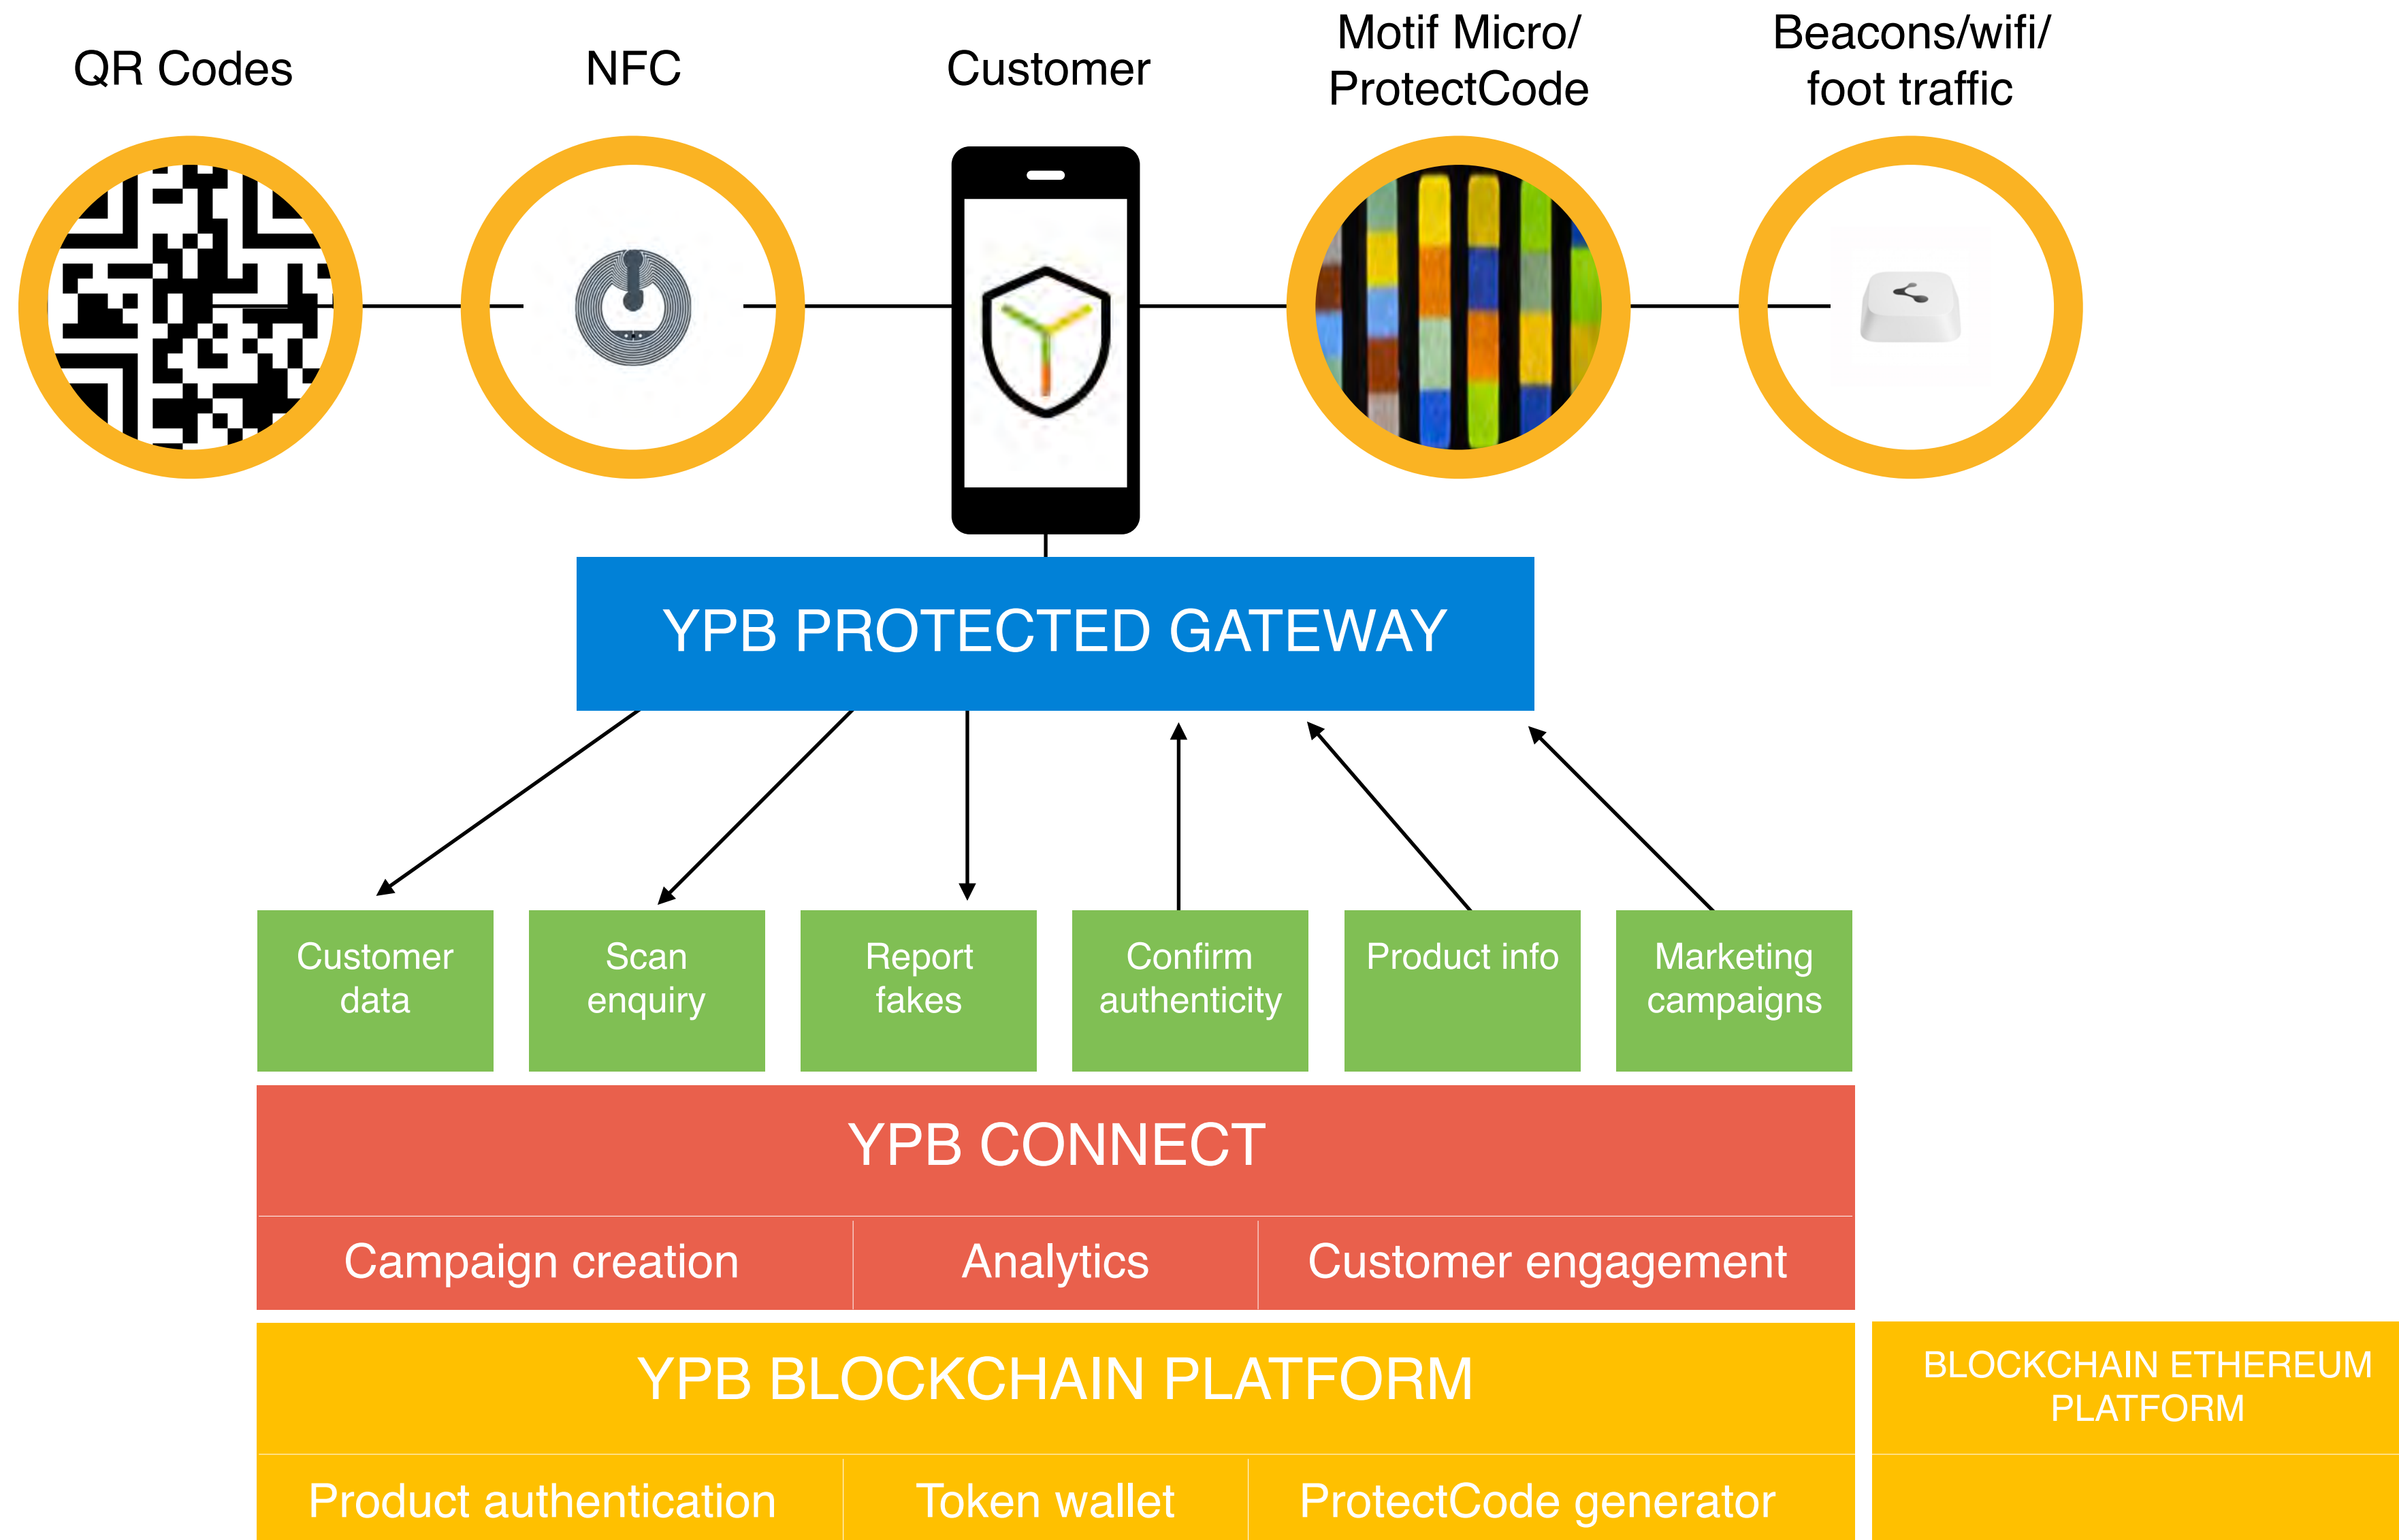 QR Codes
NFC
Customer
Motif Micro/
ProtectCode
Beacons/wifi/
foot traffic
YPB PROTECTED GATEWAY
Customer
data
Scan
enquiry
Report
fakes
Confirm
authenticity
Product info
Marketing
campaigns
YPB CONNECT
Campaign creation
Analytics
Customer engagement
YPB BLOCKCHAIN PLATFORM
BLOCKCHAIN ETHEREUM
PLATFORM
Product authentication
Token wallet
ProtectCode generator